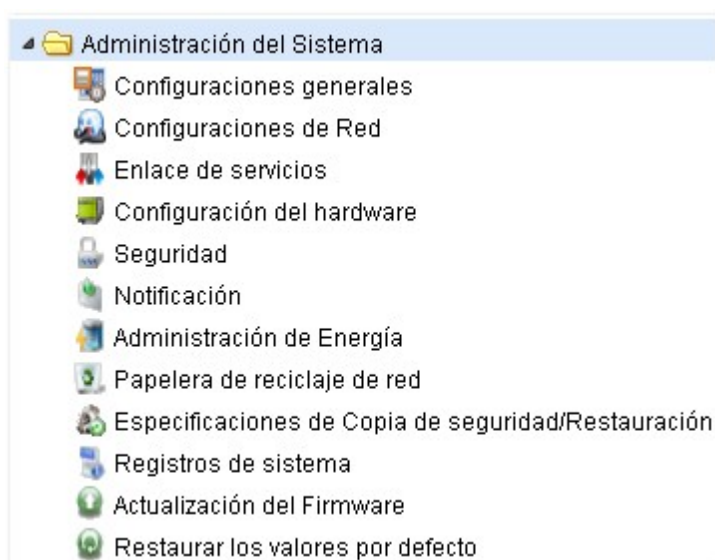 Administración del Sistema
Configuraciones generales
Configuraciones de Red
Enlace de servicios
Configuración del hardware
Seguridad
Notificación
Administración de Energía
Papelera de reciclaje de red
Especificaciones de Copia de seguridad/Restauración
Registros de sistema
Actualización del Firmware
Restaurar los valores por defecto